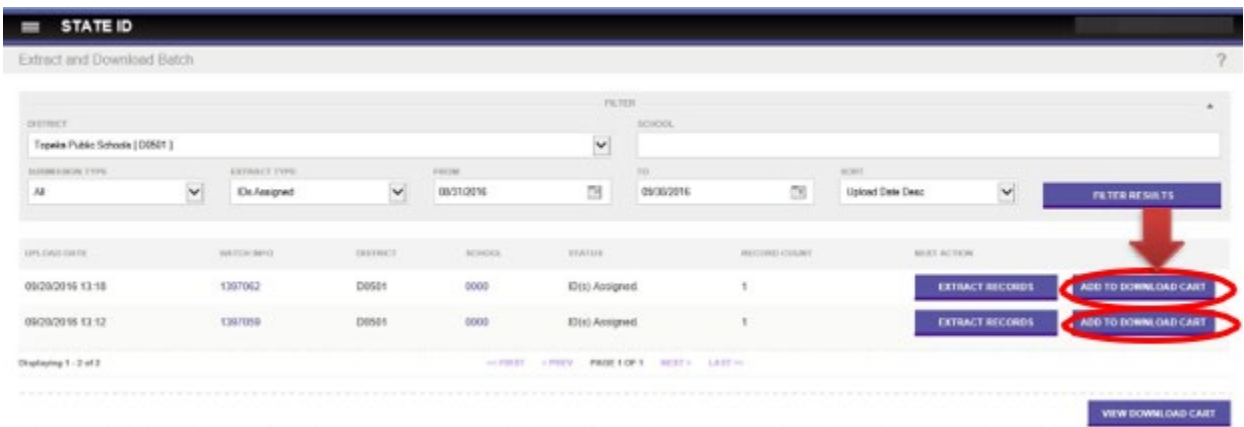 STATE ID
Extract and Download Batch
?
FILTER
DISTRICT
SCHOOL
Topeka Public Schools [ D0501 ]
SUBMISSION TYPE
EXTRACT TYPE
FROM
TO
SORT
All
IDs Assigned
08/31/2016
09/30/2016
Upload Date Desc
FILTER RESULTS
UPLOAD DATE BATCH INFO DISTRICT SCHOOL STATUS RECORD COUNT NEXT ACTION
09/20/2016 13:18 1397062 D0501 0000 ID(s) Assigned. 1 EXTRACT RECORDS ADD TO DOWNLOAD CART
09/20/2016 13:12 1397059 D0501 0000 ID(s) Assigned. 1 EXTRACT RECORDS ADD TO DOWNLOAD CART
Displaying 1 - 2 of 2 << FIRST < PREV PAGE 1 OF 1 NEXT > LAST >>
VIEW DOWNLOAD CART